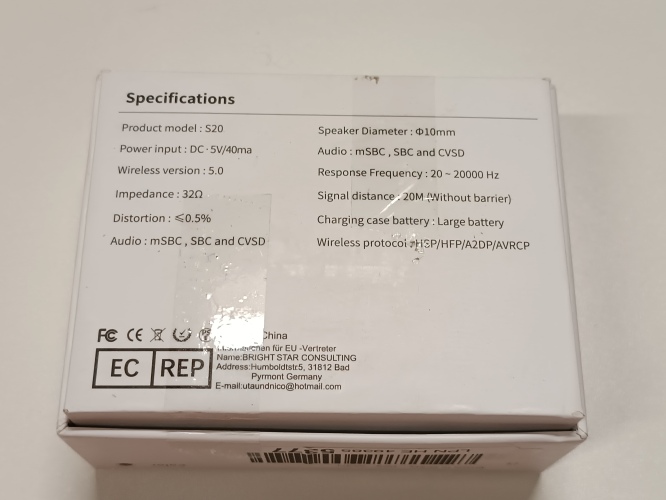 Specifications
Product model : S20
Power input : DC · 5V/40ma
Wireless version : 5.0
Impedance : 32Ω
Distortion : ≤0.5%
Audio : mSBC , SBC and CVSD
Speaker Diameter : Φ10mm
Audio : mSBC , SBC and CVSD
Response Frequency : 20 ~ 20000 Hz
Signal distance : 20M (Without barrier)
Charging case battery : Large battery
Wireless protocol : HSP/HFP/A2DP/AVRCP
FC CE China
für EU -Vertreter
EC REP
Name:BRIGHT STAR CONSULTING
Address:Humboldtstr5, 31812 Bad
Pyrmont Germany
E-mail:utaundnico@hotmail.com